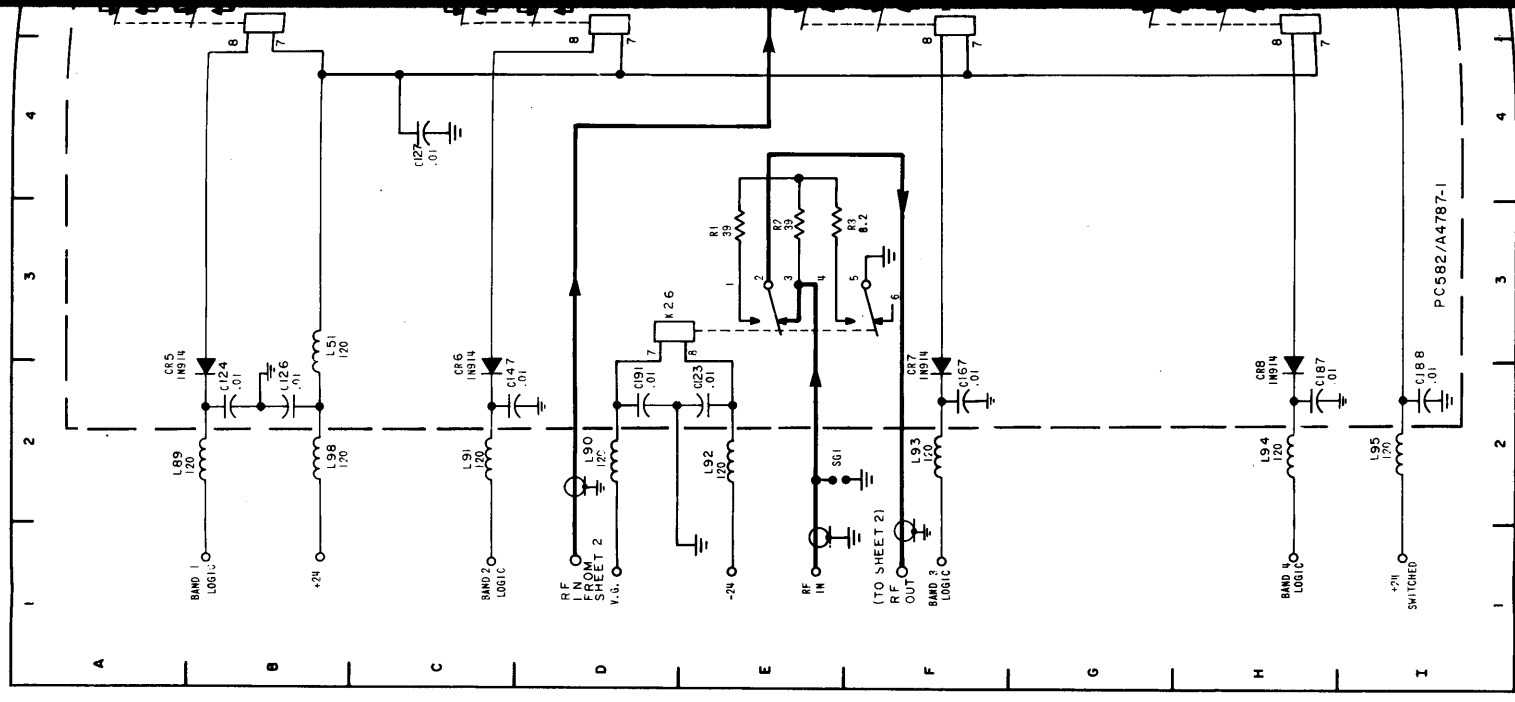 8
7
8
7
8
7
8
7
4
4
C127
.01
R1
39
R2
39
R3
8.2
3
3
1
2
3
4
5
6
K26
7
8
PC582/A4787-1
L51
120
CR5
1N914
C124
.01
C126
.01
CR6
1N914
C147
.01
C191
.01
C123
.01
CR7
1N914
C167
.01
CR8
1N914
C187
.01
C188
.01
2
2
L89
120
L98
120
L91
120
L90
L92
120
SG1
L93
120
L94
120
L95
120
BAND 1
LOGIC
+24
BAND 2
LOGIC
RF
IN
FROM
SHEET 2
V.G.
-24
RF
IN
(TO SHEET 2)
RF
OUT
BAND 3
LOGIC
BAND 4
LOGIC
+24
SWITCHED
1
1
A
B
C
D
E
F
G
H
I